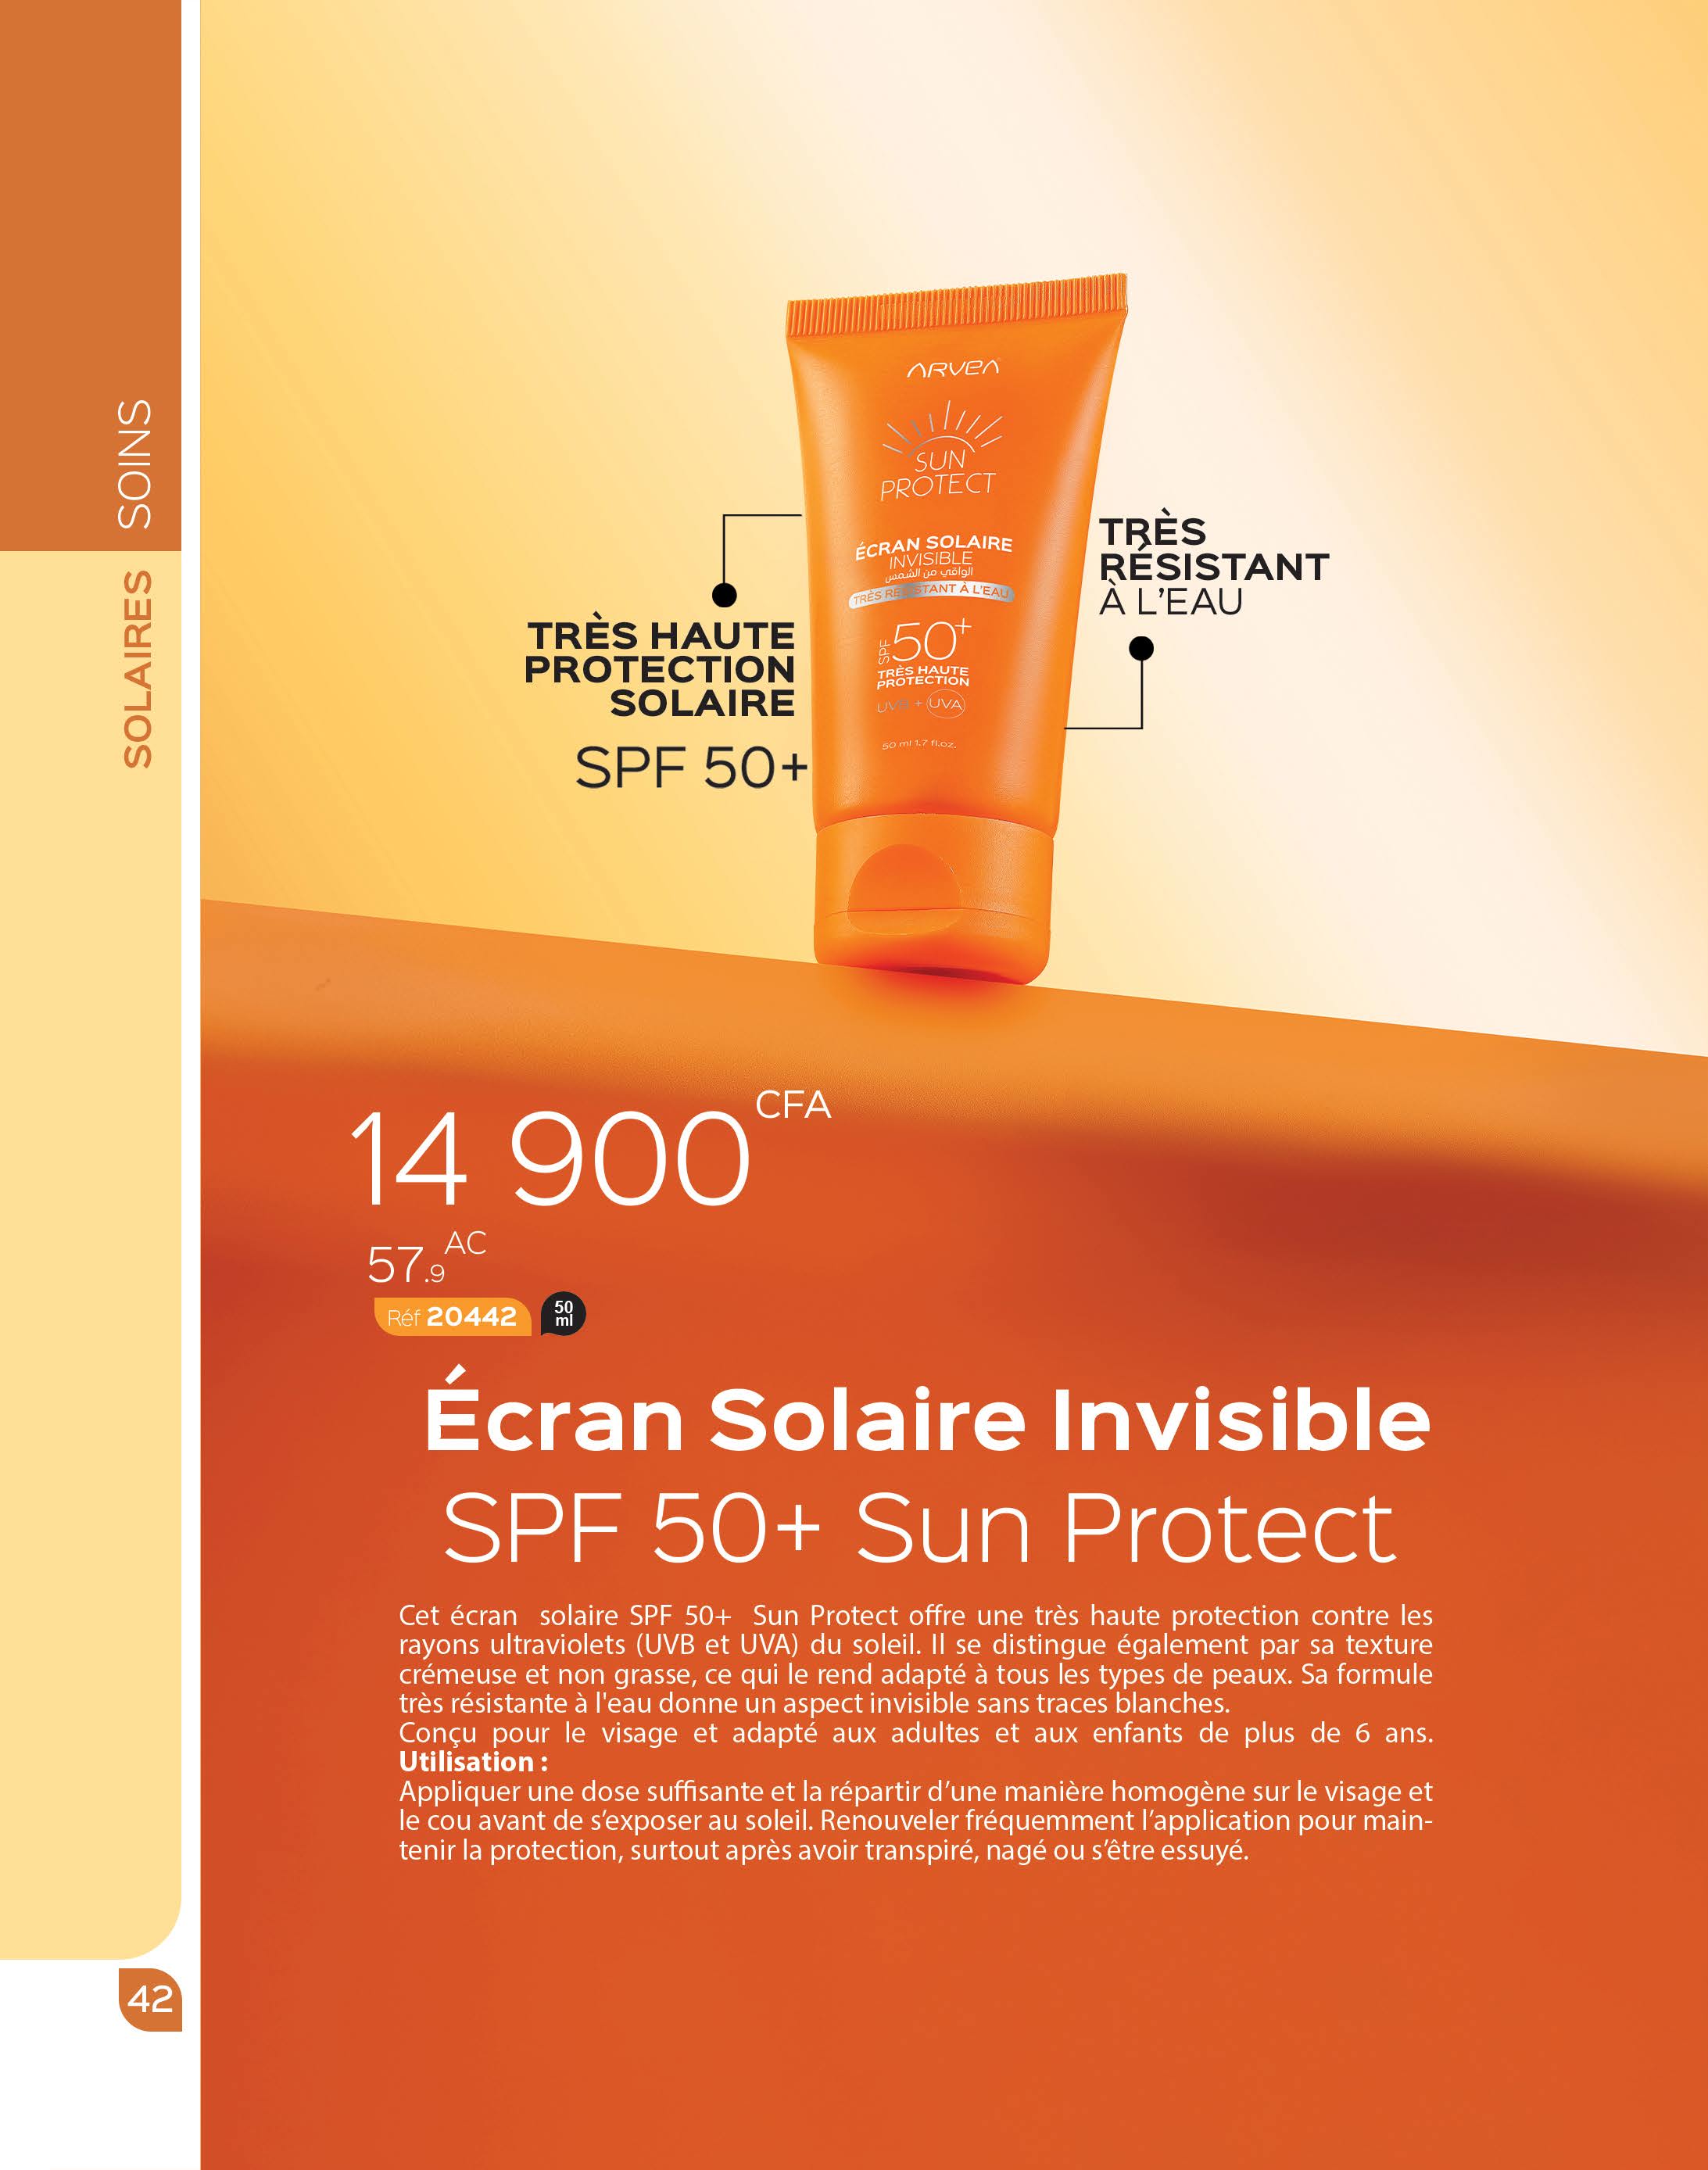 SOINS
SOLAIRES
ARVEA
SUN
PROTECT
ÉCRAN SOLAIRE
INVISIBLE
الواقي من الشمس
TRÈS RÉSISTANT À L'EAU
SPF 50+
TRÈS HAUTE
PROTECTION
UVB + UVA
50 ml 1.7 fl.oz.
TRÈS HAUTE
PROTECTION
SOLAIRE
SPF 50+
TRÈS
RÉSISTANT
À L’EAU
14 900 CFA
57.9 AC
Réf 20442
50
ml
Écran Solaire Invisible
SPF 50+ Sun Protect
Cet écran solaire SPF 50+ Sun Protect offre une très haute protection contre les
rayons ultraviolets (UVB et UVA) du soleil. Il se distingue également par sa texture
crémeuse et non grasse, ce qui le rend adapté à tous les types de peaux. Sa formule
très résistante à l'eau donne un aspect invisible sans traces blanches.
Conçu pour le visage et adapté aux adultes et aux enfants de plus de 6 ans.
Utilisation :
Appliquer une dose suffisante et la répartir d’une manière homogène sur le visage et
le cou avant de s’exposer au soleil. Renouveler fréquemment l’application pour main-
tenir la protection, surtout après avoir transpiré, nagé ou s’être essuyé.
42